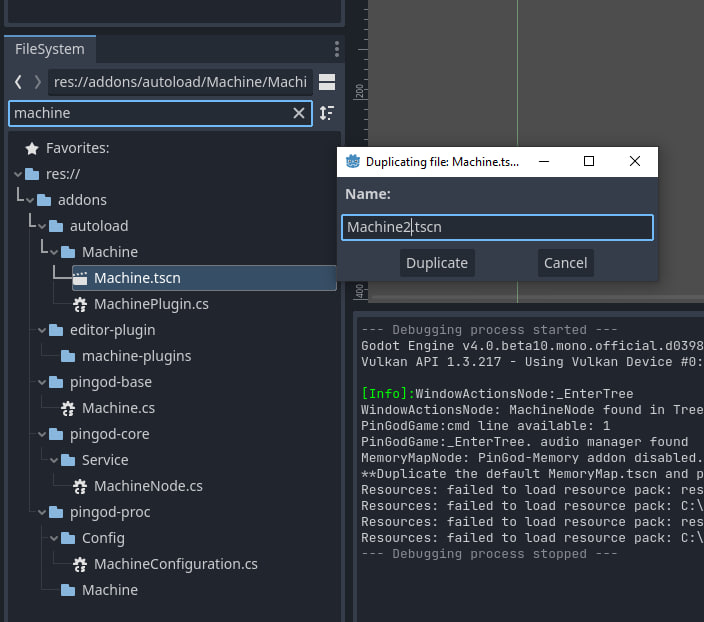 FileSystem
res://addons/autoload/Machine/Machi
machine
Favorites:
res://
addons
autoload
Machine
Machine.tscn
MachinePlugin.cs
editor-plugin
machine-plugins
pingod-base
Machine.cs
pingod-core
Service
MachineNode.cs
pingod-proc
Config
MachineConfiguration.cs
Machine
200
400
Duplicating file: Machine.ts...
Name:
Machine2.tscn
Duplicate Cancel
--- Debugging process started ---
Godot Engine v4.0.beta10.mono.official.d0398
Vulkan API 1.3.217 - Using Vulkan Device #0:
[Info]:WindowActionsNode:_EnterTree
WindowActionsNode: MachineNode found in Tree
PinGodGame:cmd line available: 1
PinGodGame:_EnterTree. audio manager found
MemoryMapNode: PinGod-Memory addon disabled.
**Duplicate the default MemoryMap.tscn and p
Resources: failed to load resource pack: res
Resources: failed to load resource pack: C:\
Resources: failed to load resource pack: res
Resources: failed to load resource pack: C:\
--- Debugging process stopped ---